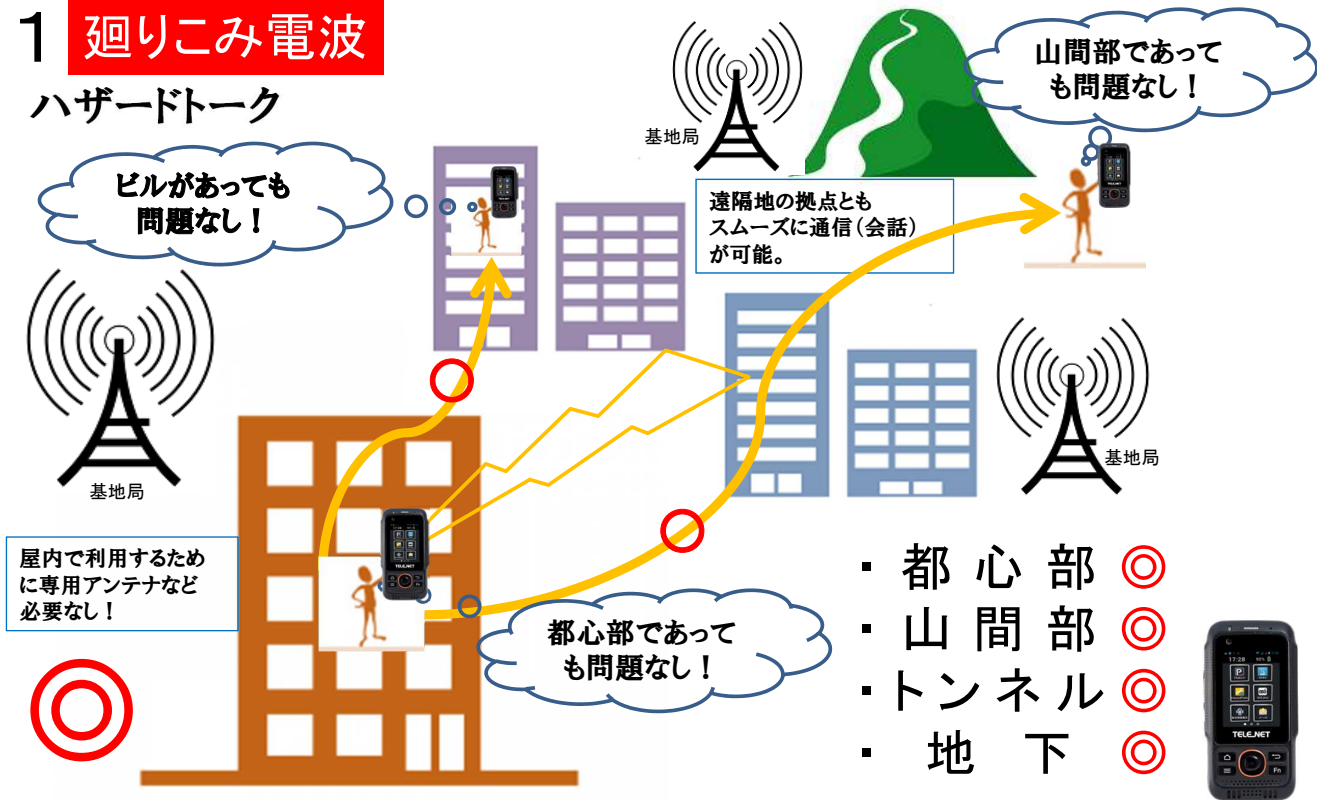 1 廻りこみ電波
ハザードトーク
ビルがあっても
問題なし！
基地局
山間部であって
も問題なし！
遠隔地の拠点とも
スムーズに通信（会話）
が可能。
基地局
基地局
屋内で利用するため
に専用アンテナなど
必要なし！
TELE.NET
都心部であって
も問題なし！
・都心部◎
・山間部◎
・トンネル◎
・地下◎
17:28
TELE.NET
Fn